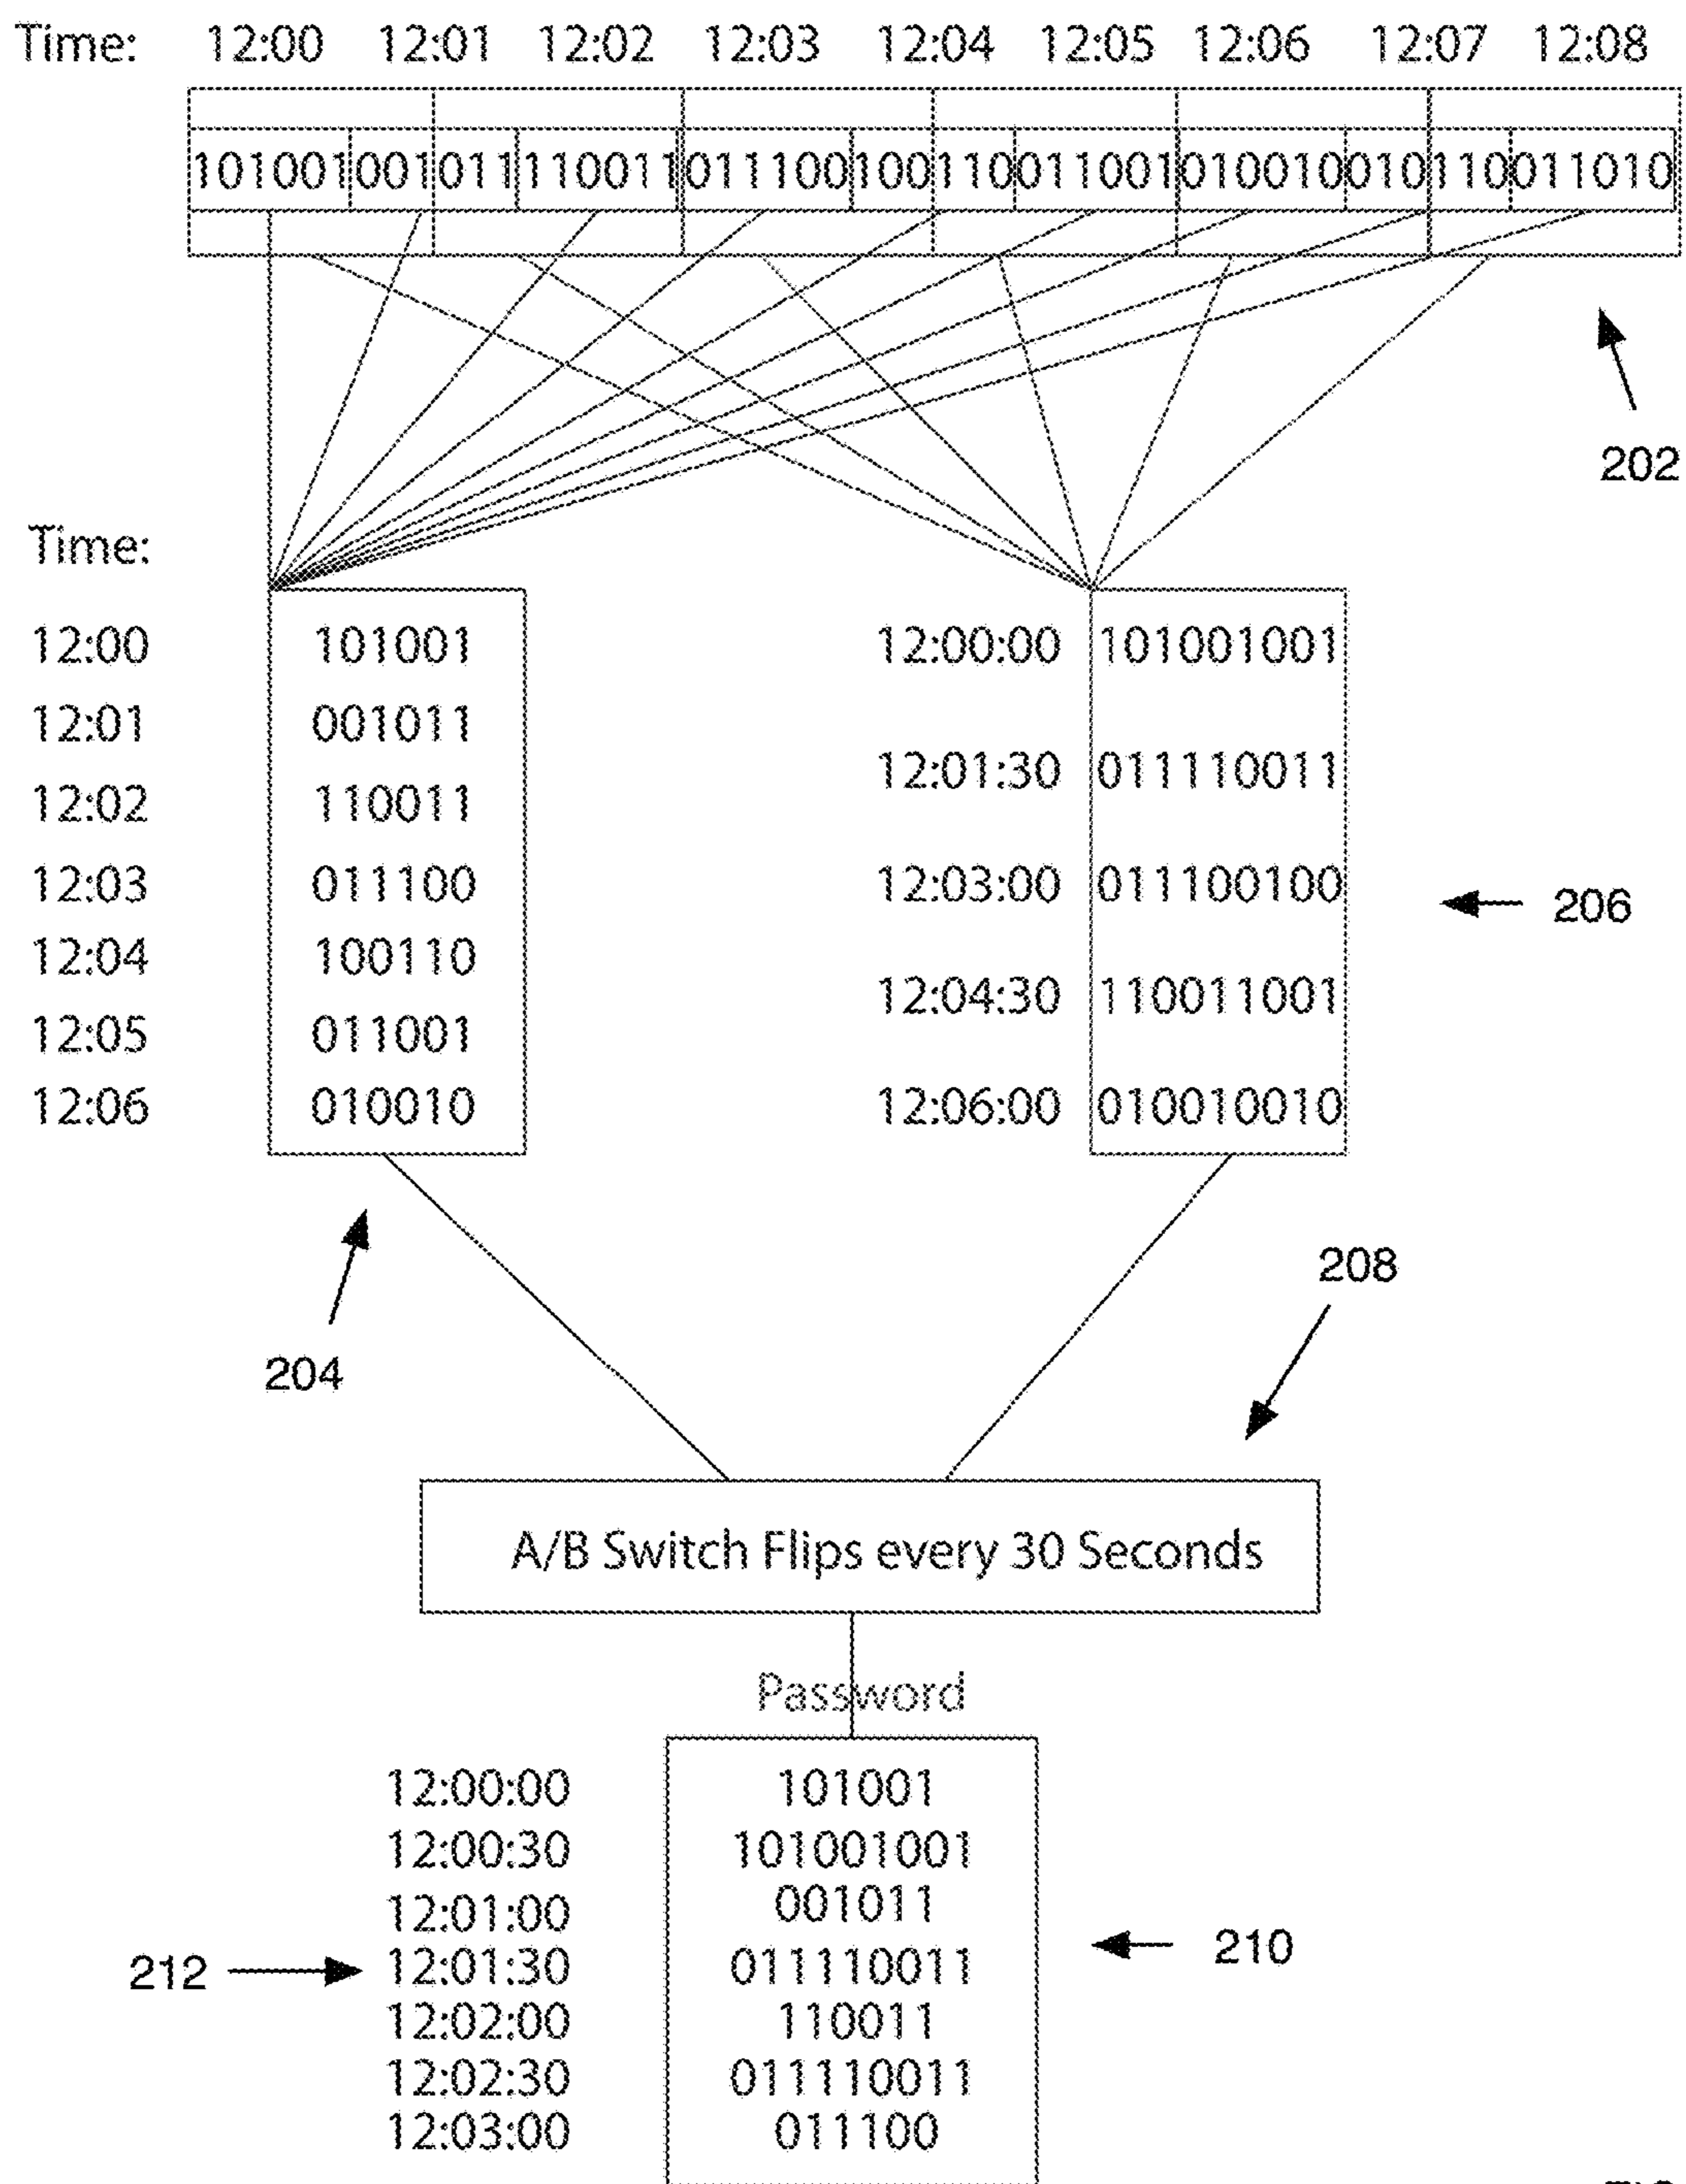 Time: 12:00 12:01 12:02 12:03 12:04 12:05 12:06 12:07 12:08
101001 001 011 110011 011100 100 110 011001 010010 010 110 011010
202
Time:
12:00 101001 12:00:00 101001001
12:01 001011
12:01:30 011110011
12:02 110011
12:03 011100 12:03:00 011100100
206
12:04 100110
12:04:30 110011001
12:05 011001
12:06 010010 12:06:00 010010010
208
204
A/B Switch Flips every 30 Seconds
Password
12:00:00 101001
12:00:30 101001001
12:01:00 001011
210
212 12:01:30 011110011
12:02:00 110011
12:02:30 011110011
12:03:00 011100